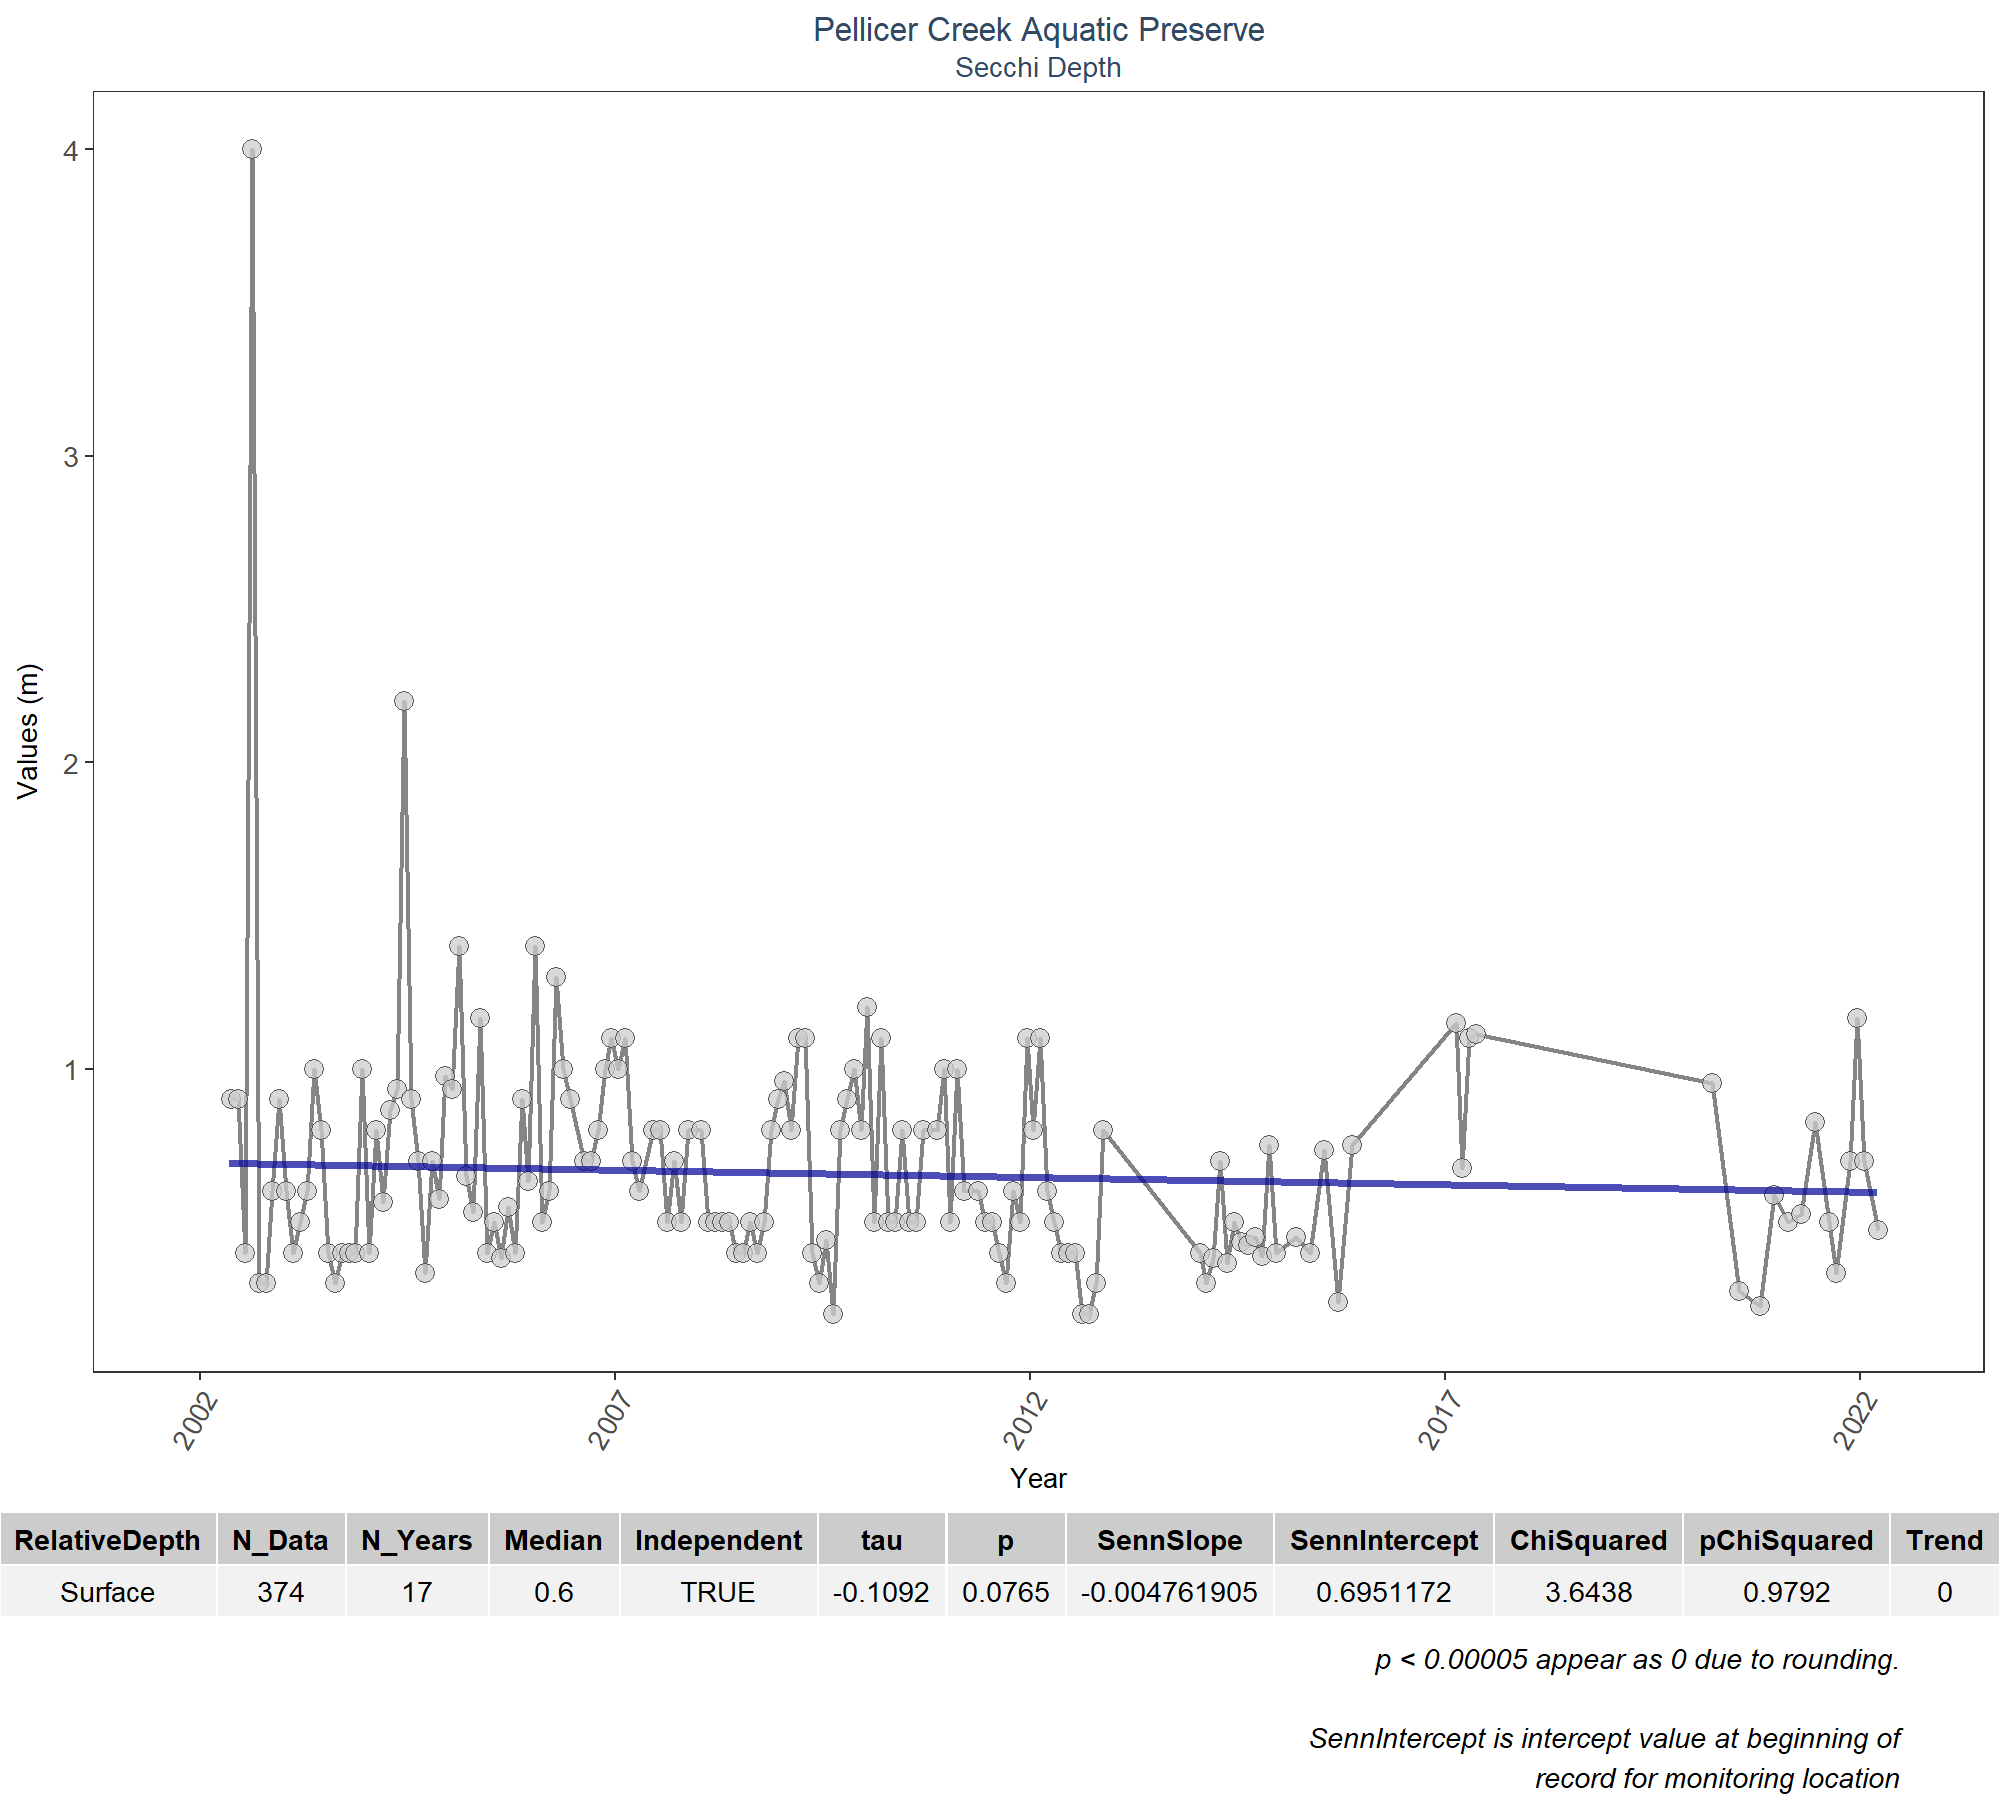 Pellicer Creek Aquatic Preserve
Secchi Depth
4
3
2
1
Values (m)
2002 2007 2012 2017 2022
Year
RelativeDepth N_Data N_Years Median Independent tau p SennSlope SennIntercept ChiSquared pChiSquared Trend
Surface 374 17 0.6 TRUE -0.1092 0.0765 -0.004761905 0.6951172 3.6438 0.9792 0
p < 0.00005 appear as 0 due to rounding.
SennIntercept is intercept value at beginning of
record for monitoring location